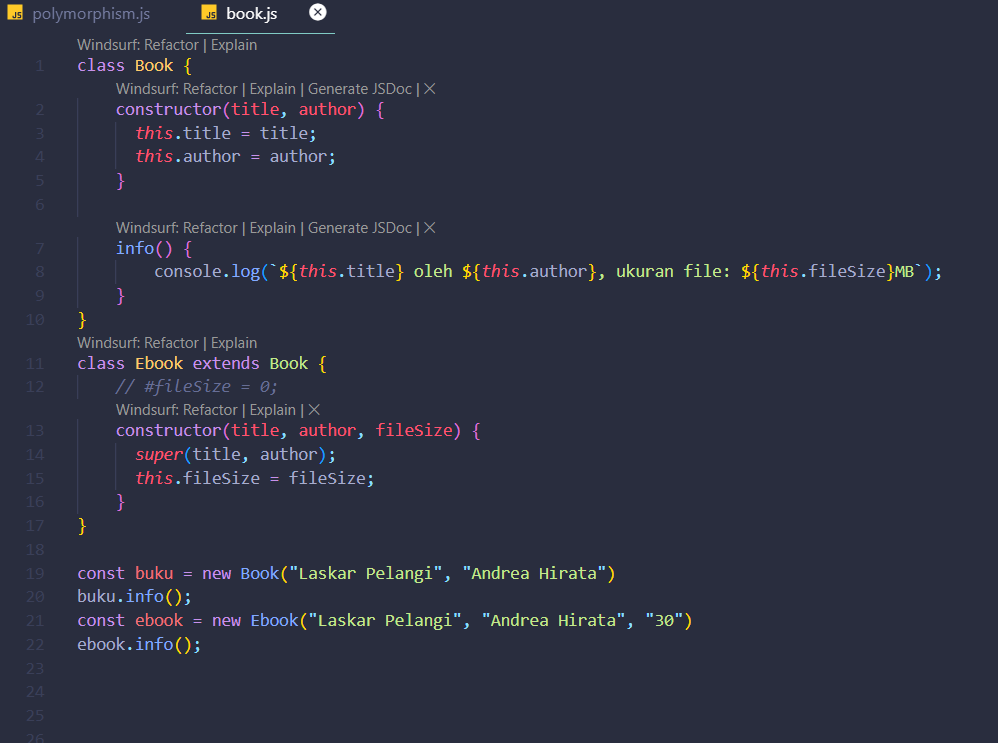 JS polymorphism.js JS book.js
Windsurf: Refactor | Explain
1 class Book {
Windsurf: Refactor | Explain | Generate JSDoc | ×
2 constructor(title, author) {
3 this.title = title;
4 this.author = author;
5 }
6
Windsurf: Refactor | Explain | Generate JSDoc | ×
7 info() {
8 console.log(`${this.title} oleh ${this.author}, ukuran file: ${this.fileSize}MB`);
9 }
10 }
Windsurf: Refactor | Explain
11 class Ebook extends Book {
12 // #fileSize = 0;
Windsurf: Refactor | Explain | ×
13 constructor(title, author, fileSize) {
14 super(title, author);
15 this.fileSize = fileSize;
16 }
17 }
18
19 const buku = new Book("Laskar Pelangi", "Andrea Hirata")
20 buku.info();
21 const ebook = new Ebook("Laskar Pelangi", "Andrea Hirata", "30")
22 ebook.info();
23
24
25
26